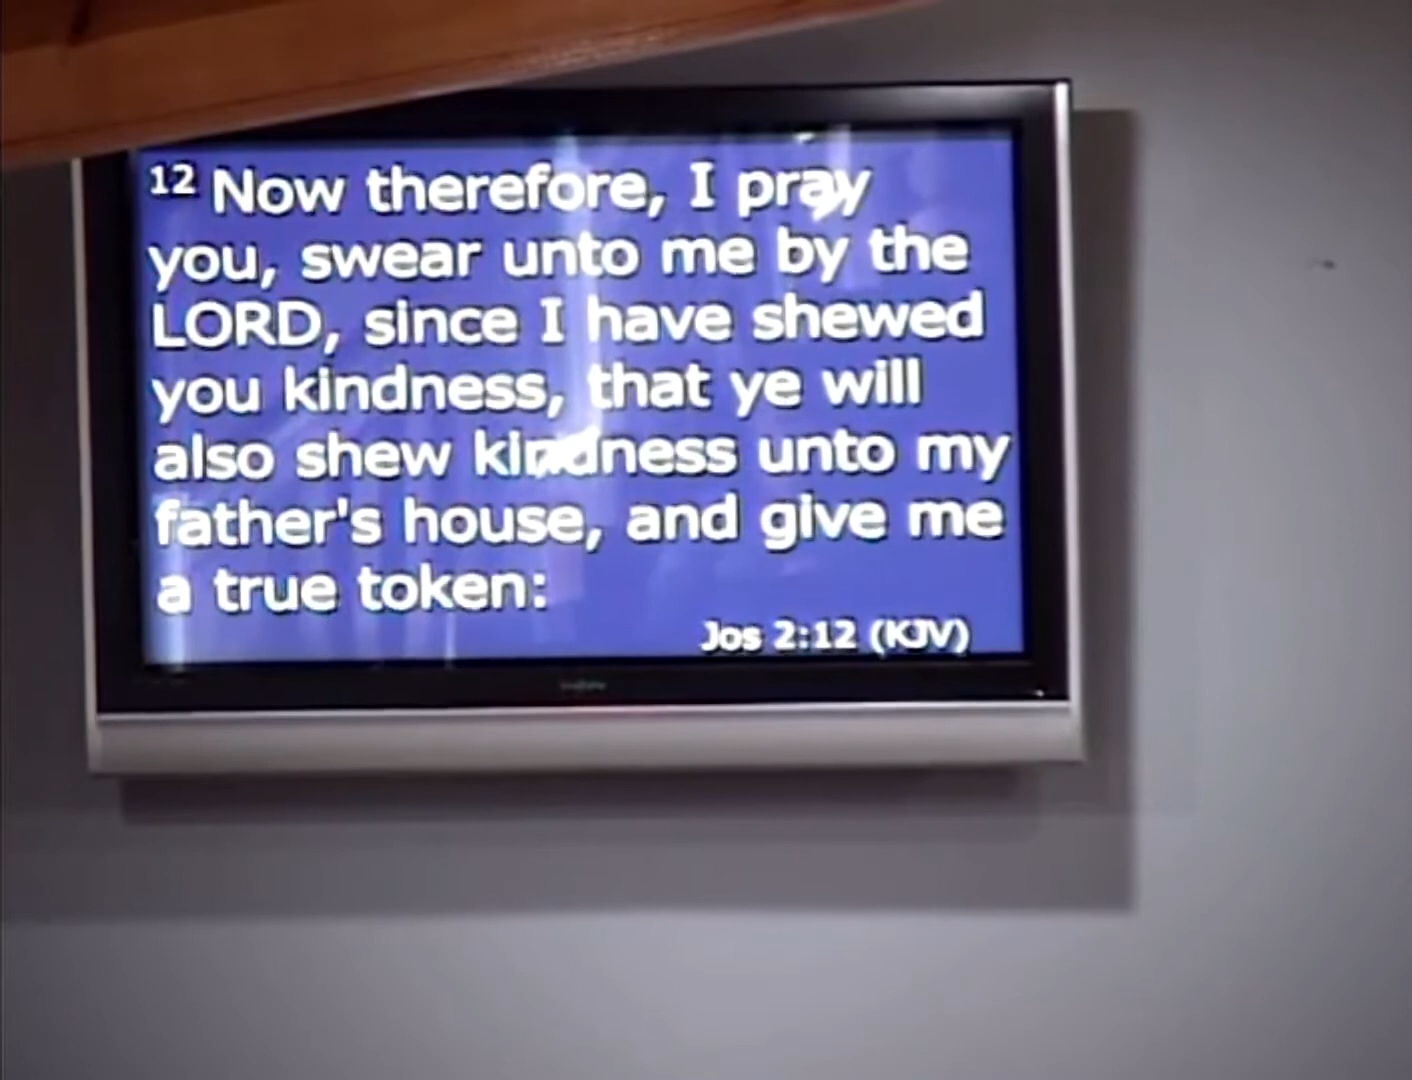 12 Now therefore, I pray
you, swear unto me by the
LORD, since I have shewed
you kindness, that ye will
also shew kindness unto my
father's house, and give me
a true token:
Jos 2:12 (KJV)